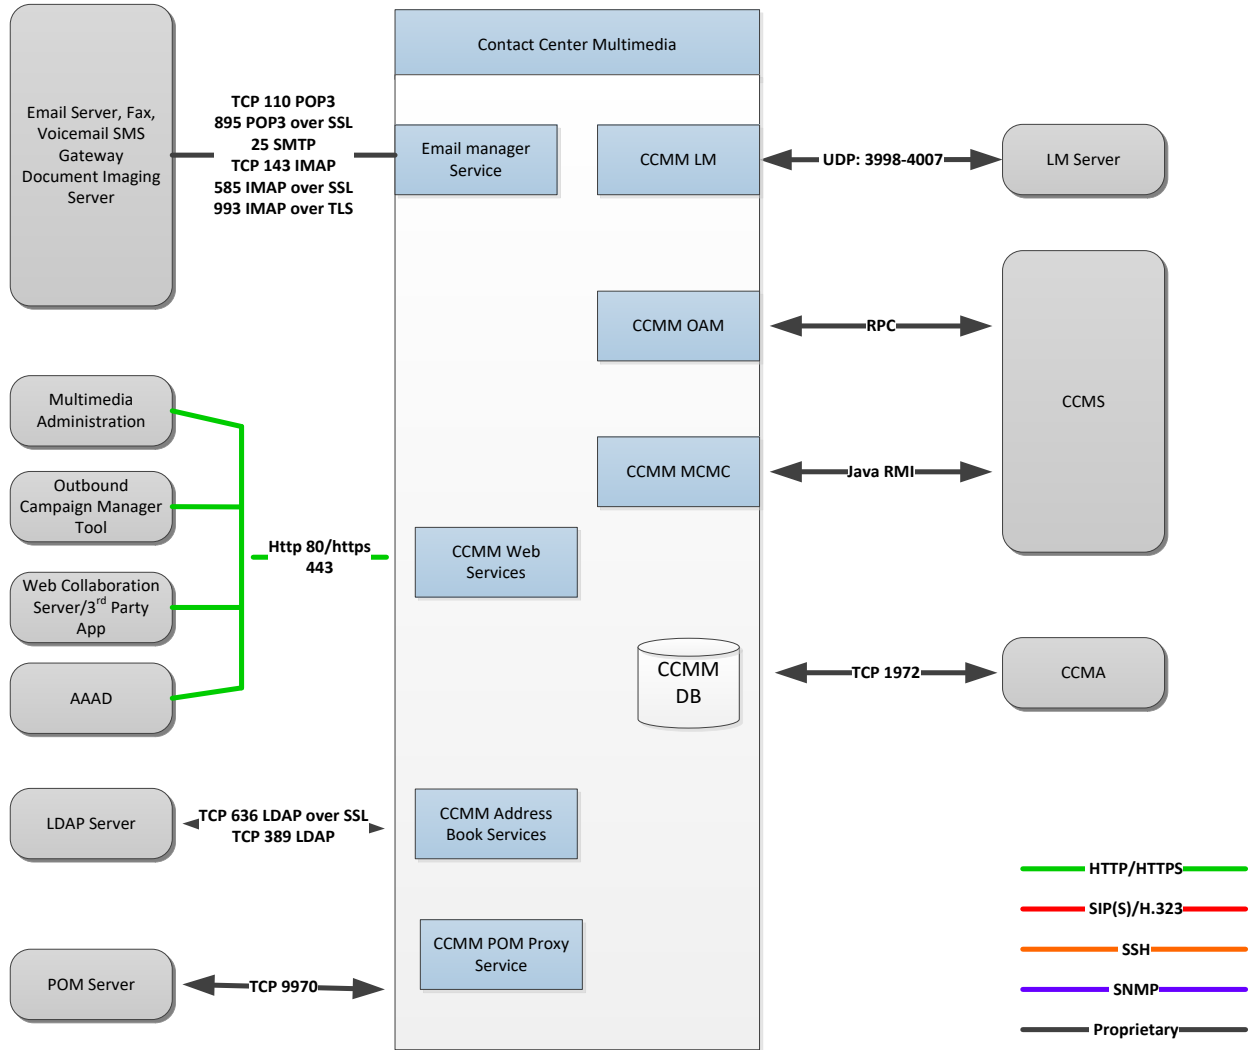 Contact Center Multimedia
Email Server, Fax,
Voicemail SMS
Gateway
Document Imaging
Server
TCP 110 POP3
895 POP3 over SSL
25 SMTP
TCP 143 IMAP
585 IMAP over SSL
993 IMAP over TLS
Email manager
Service
CCMM LM
UDP: 3998-4007
LM Server
CCMM OAM
RPC
CCMS
CCMM MCMC
Java RMI
Multimedia
Administration
Outbound
Campaign Manager
Tool
Web Collaboration
Server/3rd Party
App
AAAD
Http 80/https
443
CCMM Web
Services
CCMM
DB
TCP 1972
CCMA
LDAP Server
TCP 636 LDAP over SSL
TCP 389 LDAP
CCMM Address
Book Services
POM Server
TCP 9970
CCMM POM Proxy
Service
HTTP/HTTPS
SIP(S)/H.323
SSH
SNMP
Proprietary